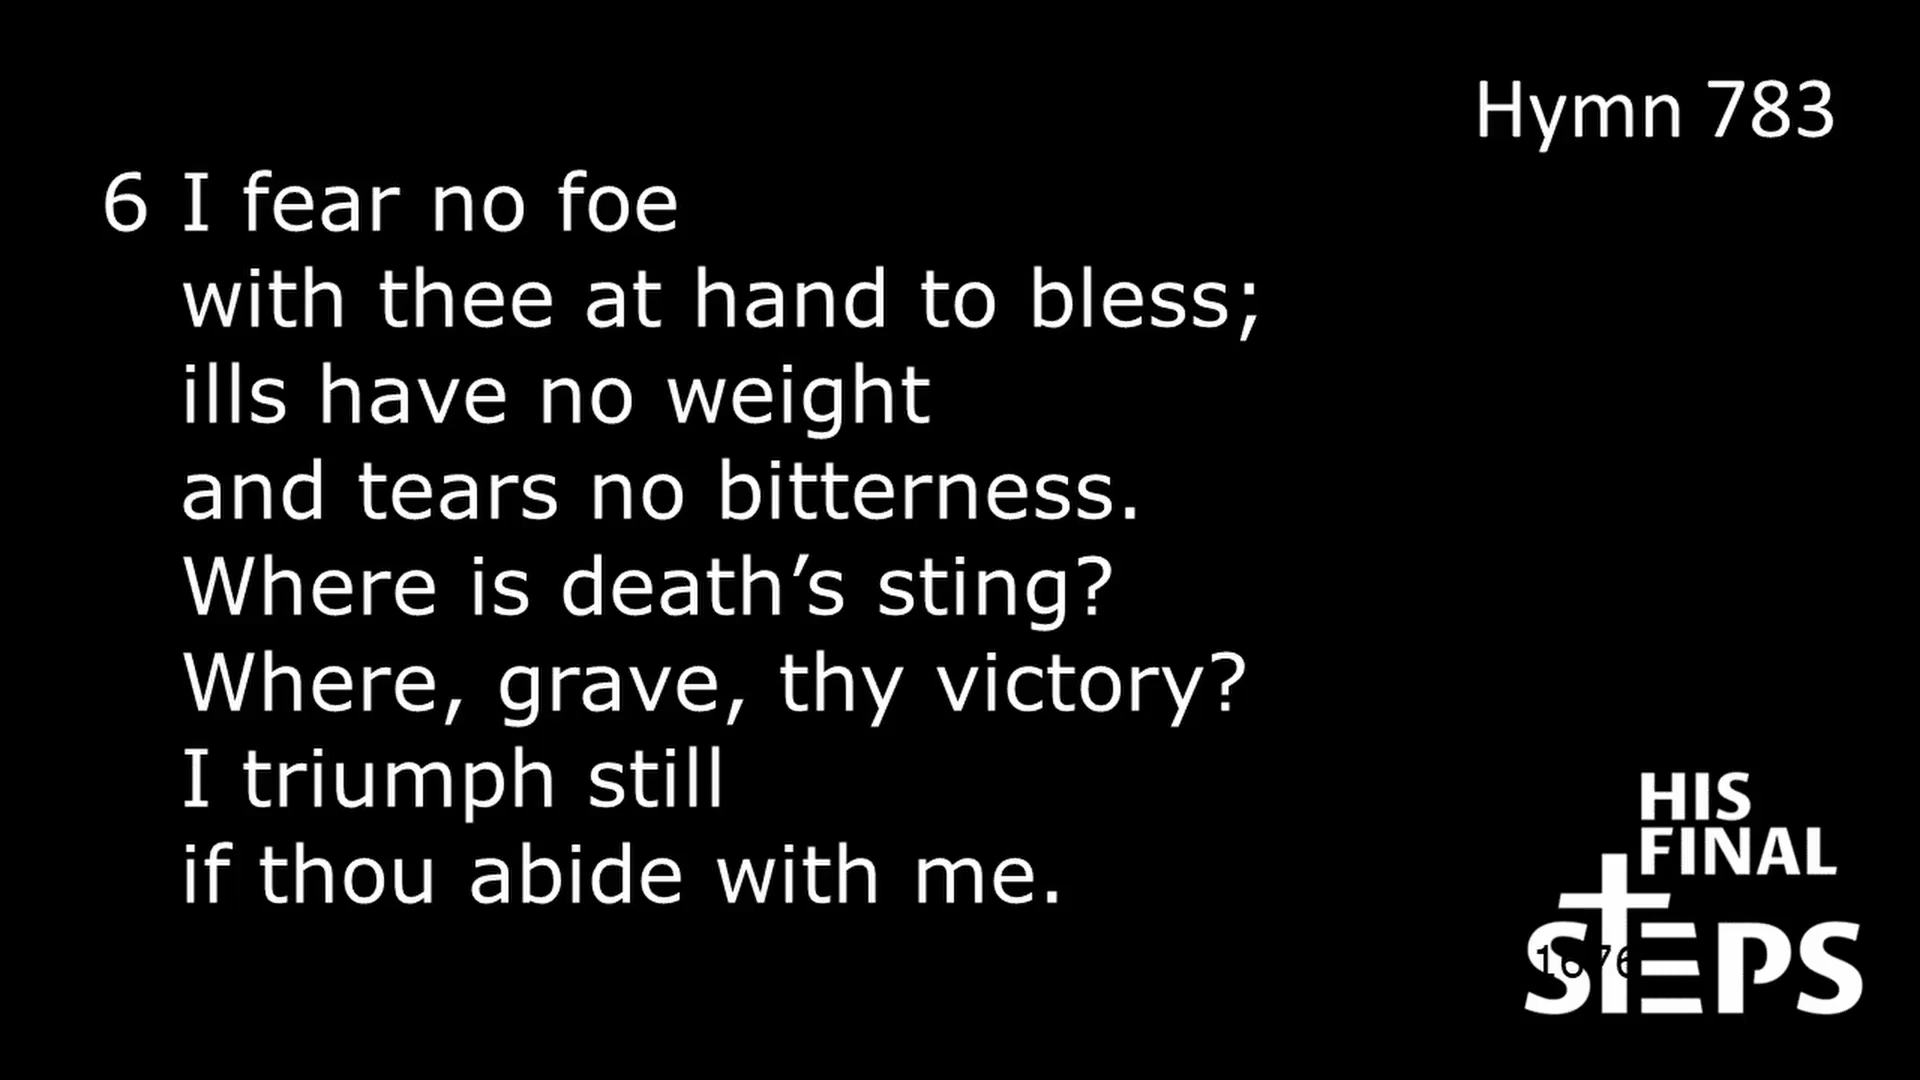 Hymn 783
6 I fear no foe
with thee at hand to bless;
ills have no weight
and tears no bitterness.
Where is death’s sting?
Where, grave, thy victory?
I triumph still
if thou abide with me.
HIS
FINAL
STEPS